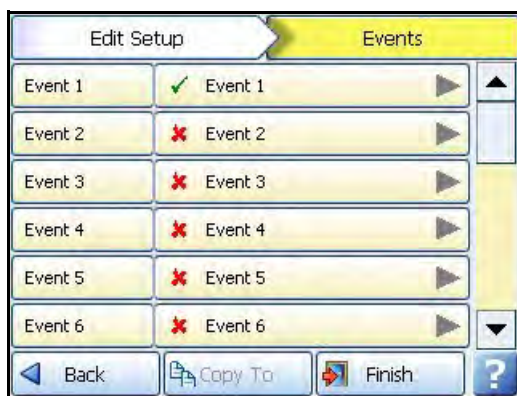 Edit Setup Events
Event 1 Event 1
Event 2 Event 2
Event 3 Event 3
Event 4 Event 4
Event 5 Event 5
Event 6 Event 6
Back Copy To Finish ?